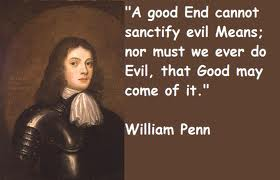 "A good End cannot
sanctify evil Means;
nor must we ever do
Evil, that Good may
come of it."
William Penn